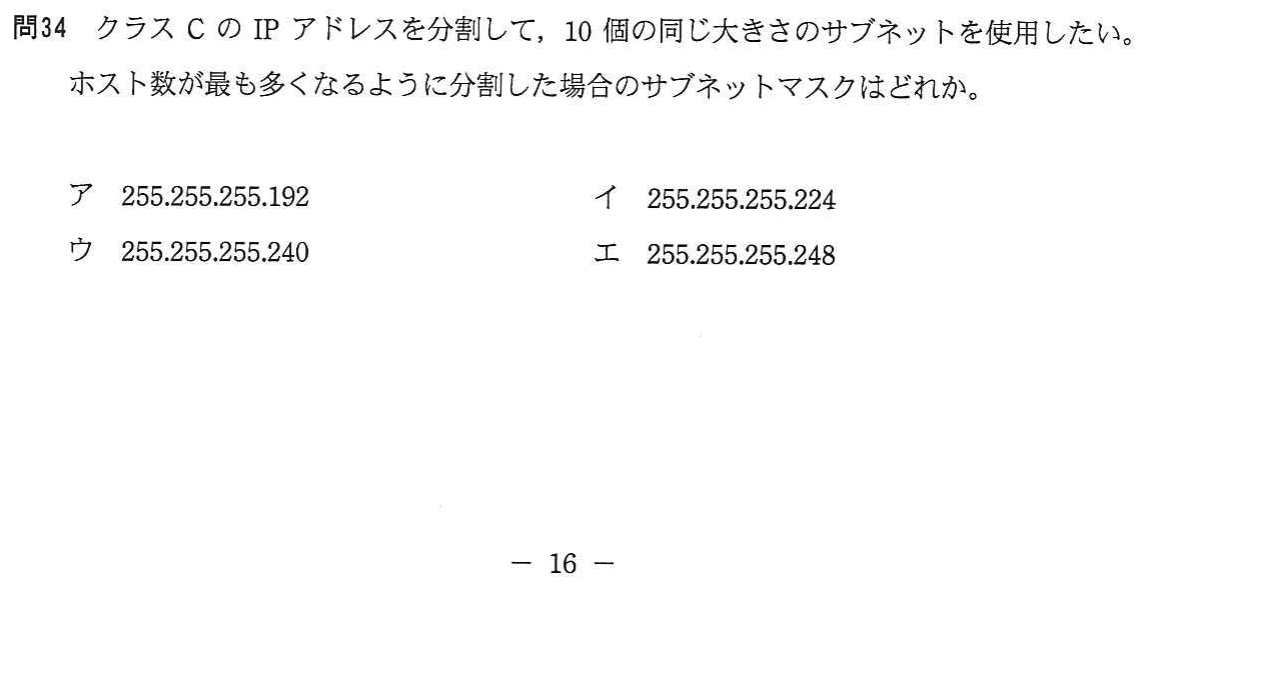 問34 クラス C の IP アドレスを分割して，10 個の同じ大きさのサブネットを使用したい。
ホスト数が最も多くなるように分割した場合のサブネットマスクはどれか。
ア 255.255.255.192 イ 255.255.255.224
ウ 255.255.255.240 エ 255.255.255.248
－ 16 －